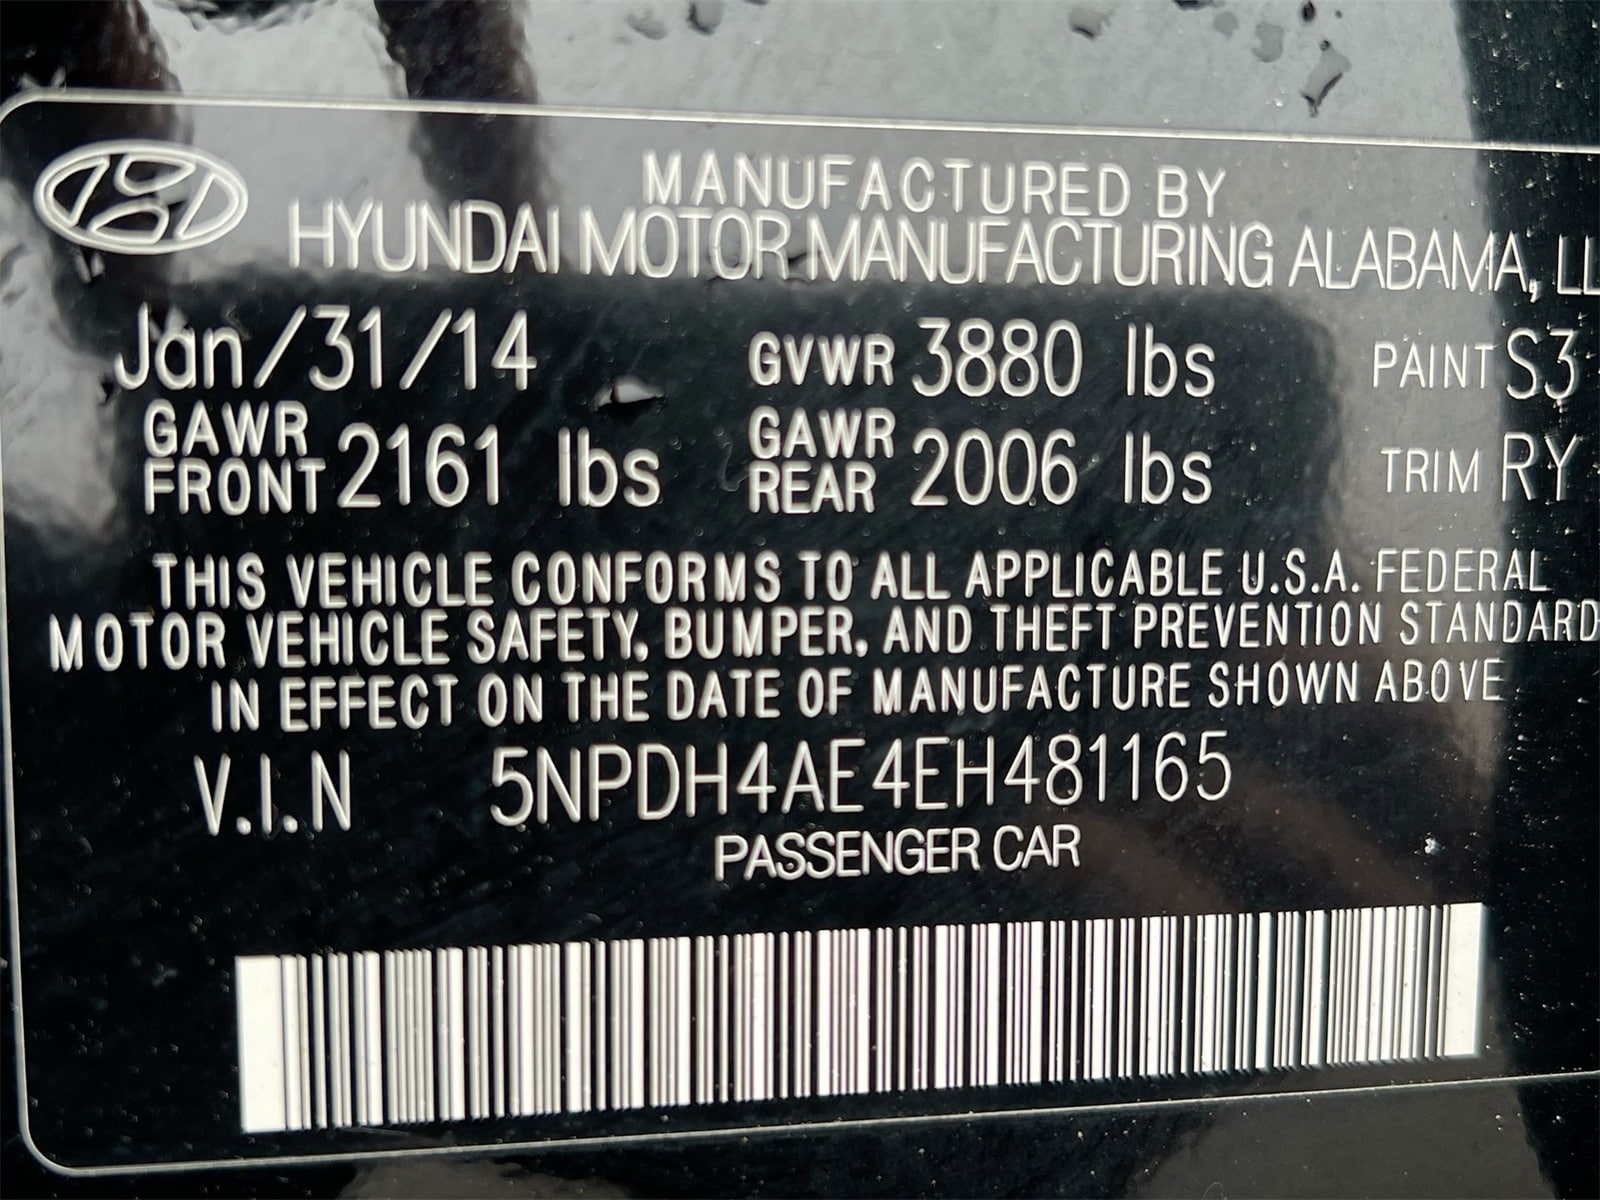 MANUFACTURED BY
HYUNDAI MOTOR MANUFACTURING ALABAMA, LL
Jan/31/14 GVWR 3880 lbs PAINT S3
GAWR FRONT 2161 lbs GAWR REAR 2006 lbs TRIM RY
THIS VEHICLE CONFORMS TO ALL APPLICABLE U.S.A. FEDERAL
MOTOR VEHICLE SAFETY, BUMPER, AND THEFT PREVENTION STANDARD
IN EFFECT ON THE DATE OF MANUFACTURE SHOWN ABOVE
V.I.N 5NPDH4AE4EH481165
PASSENGER CAR